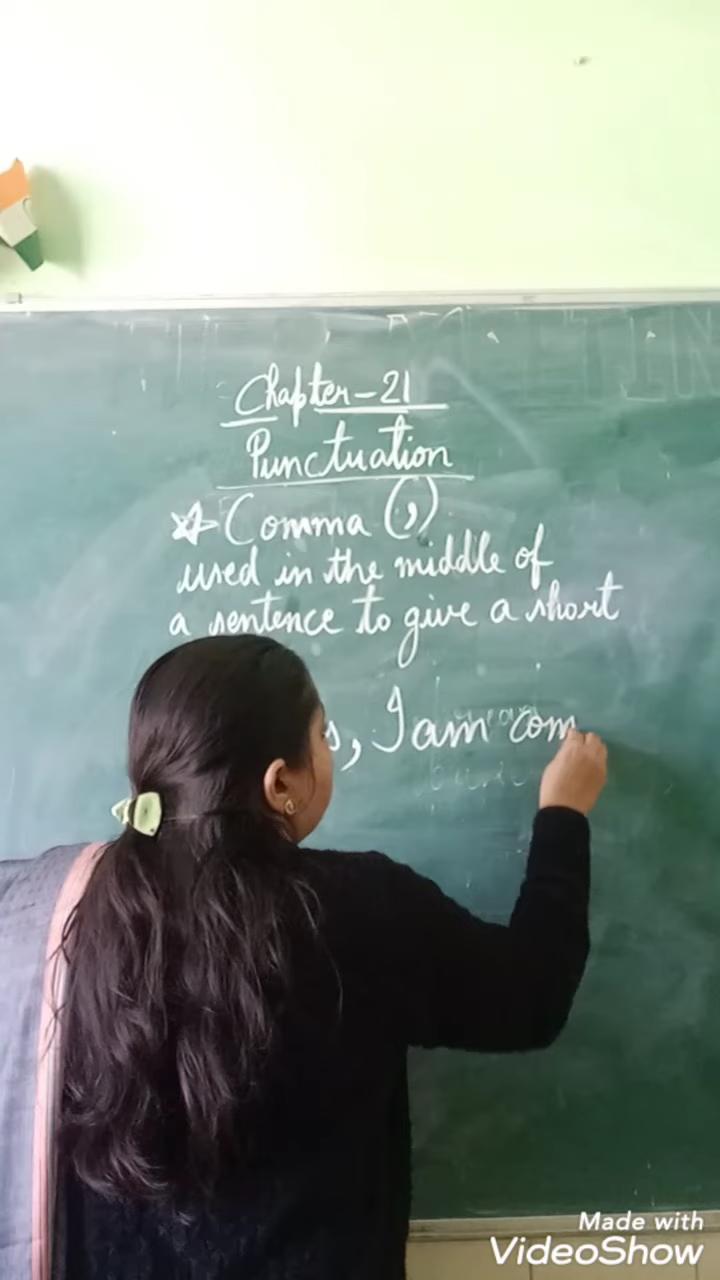 Chapter-21
Punctuation
☆ Comma (,)
used in the middle of
a sentence to give a short
s, I am com
Made with
VideoShow